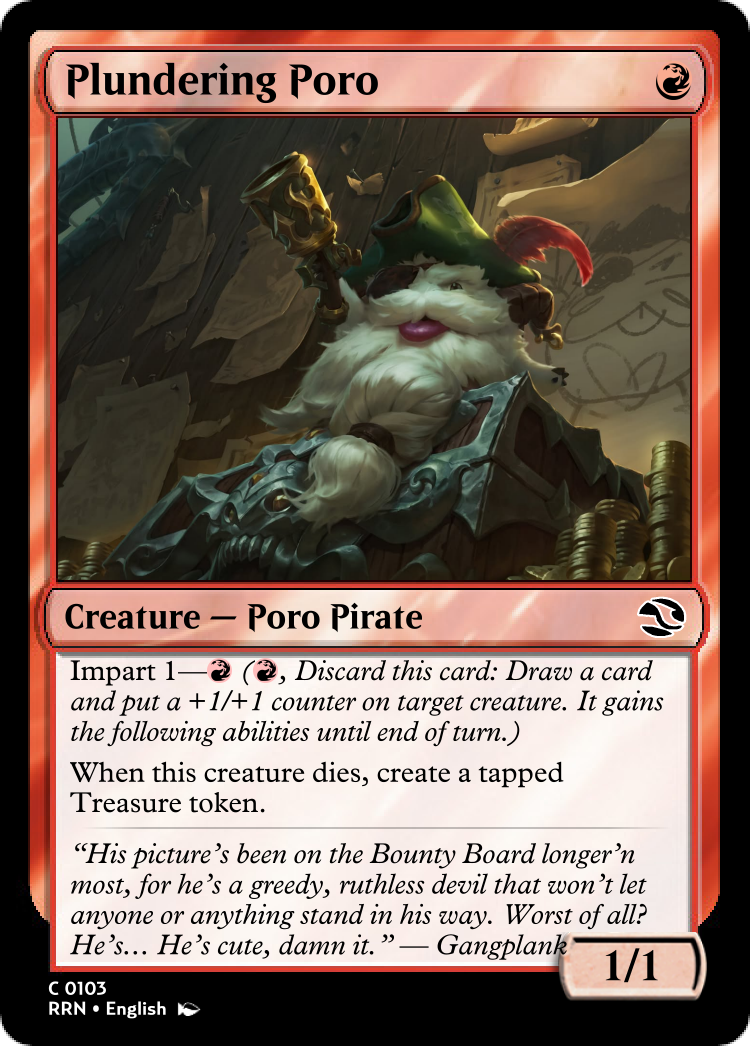 Plundering Poro
Creature — Poro Pirate
Impart 1— (, Discard this card: Draw a card
and put a +1/+1 counter on target creature. It gains
the following abilities until end of turn.)
When this creature dies, create a tapped
Treasure token.
“His picture’s been on the Bounty Board longer’n
most, for he’s a greedy, ruthless devil that won’t let
anyone or anything stand in his way. Worst of all?
He’s… He’s cute, damn it.” — Gangplank
1/1
C 0103
RRN • English